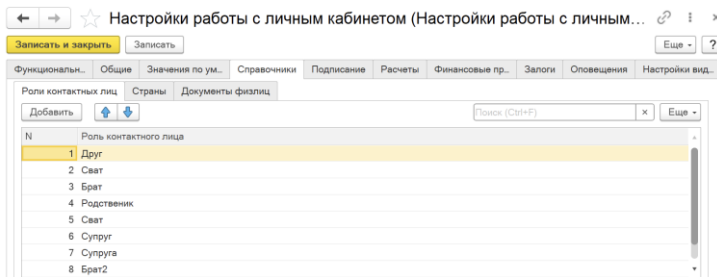 Настройки работы с личным кабинетом (Настройки работы с личным...
Записать и закрыть Записать Еще ?
Функциональн... Общие Значения по ум... Справочники Подписание Расчеты Финансовые пр... Залоги Оповещения Настройки вид...
Роли контактных лиц Страны Документы физлиц
Добавить Поиск (Ctrl+F) × Еще
N Роль контактного лица
1 Друг
2 Сват
3 Брат
4 Родственик
5 Сват
6 Супруг
7 Супруга
8 Брат2